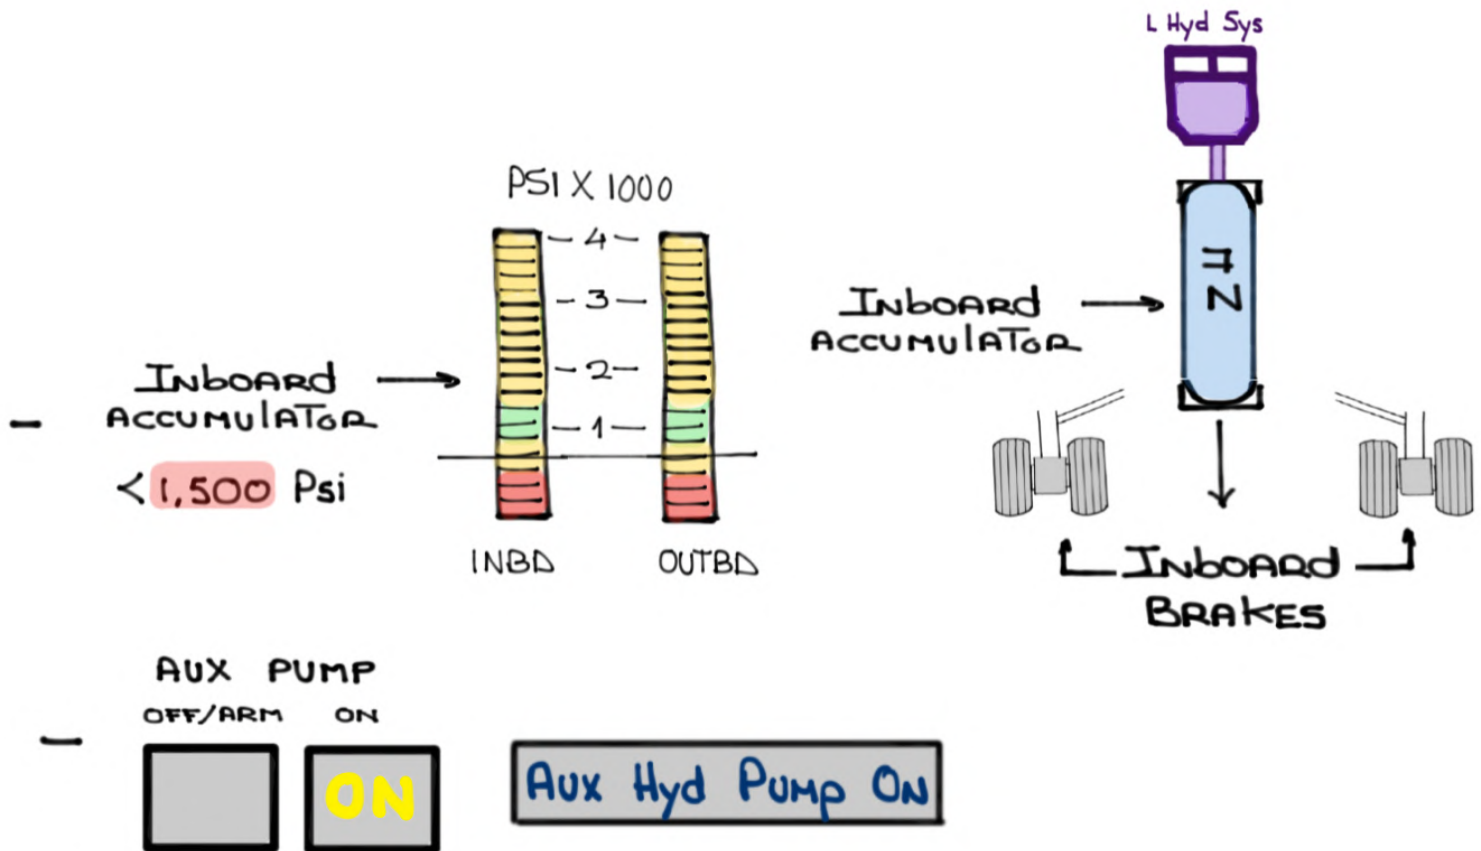 L Hyd Sys
PSI X 1000
- 4 -
- 3 -
- 2 -
- 1 -
INBOARD
ACCUMULATOR
< 1,500 Psi
INBD
OUTBD
INBOARD
ACCUMULATOR
N
INBOARD
BRAKES
AUX PUMP
OFF/ARM
ON
ON
Aux Hyd Pump ON